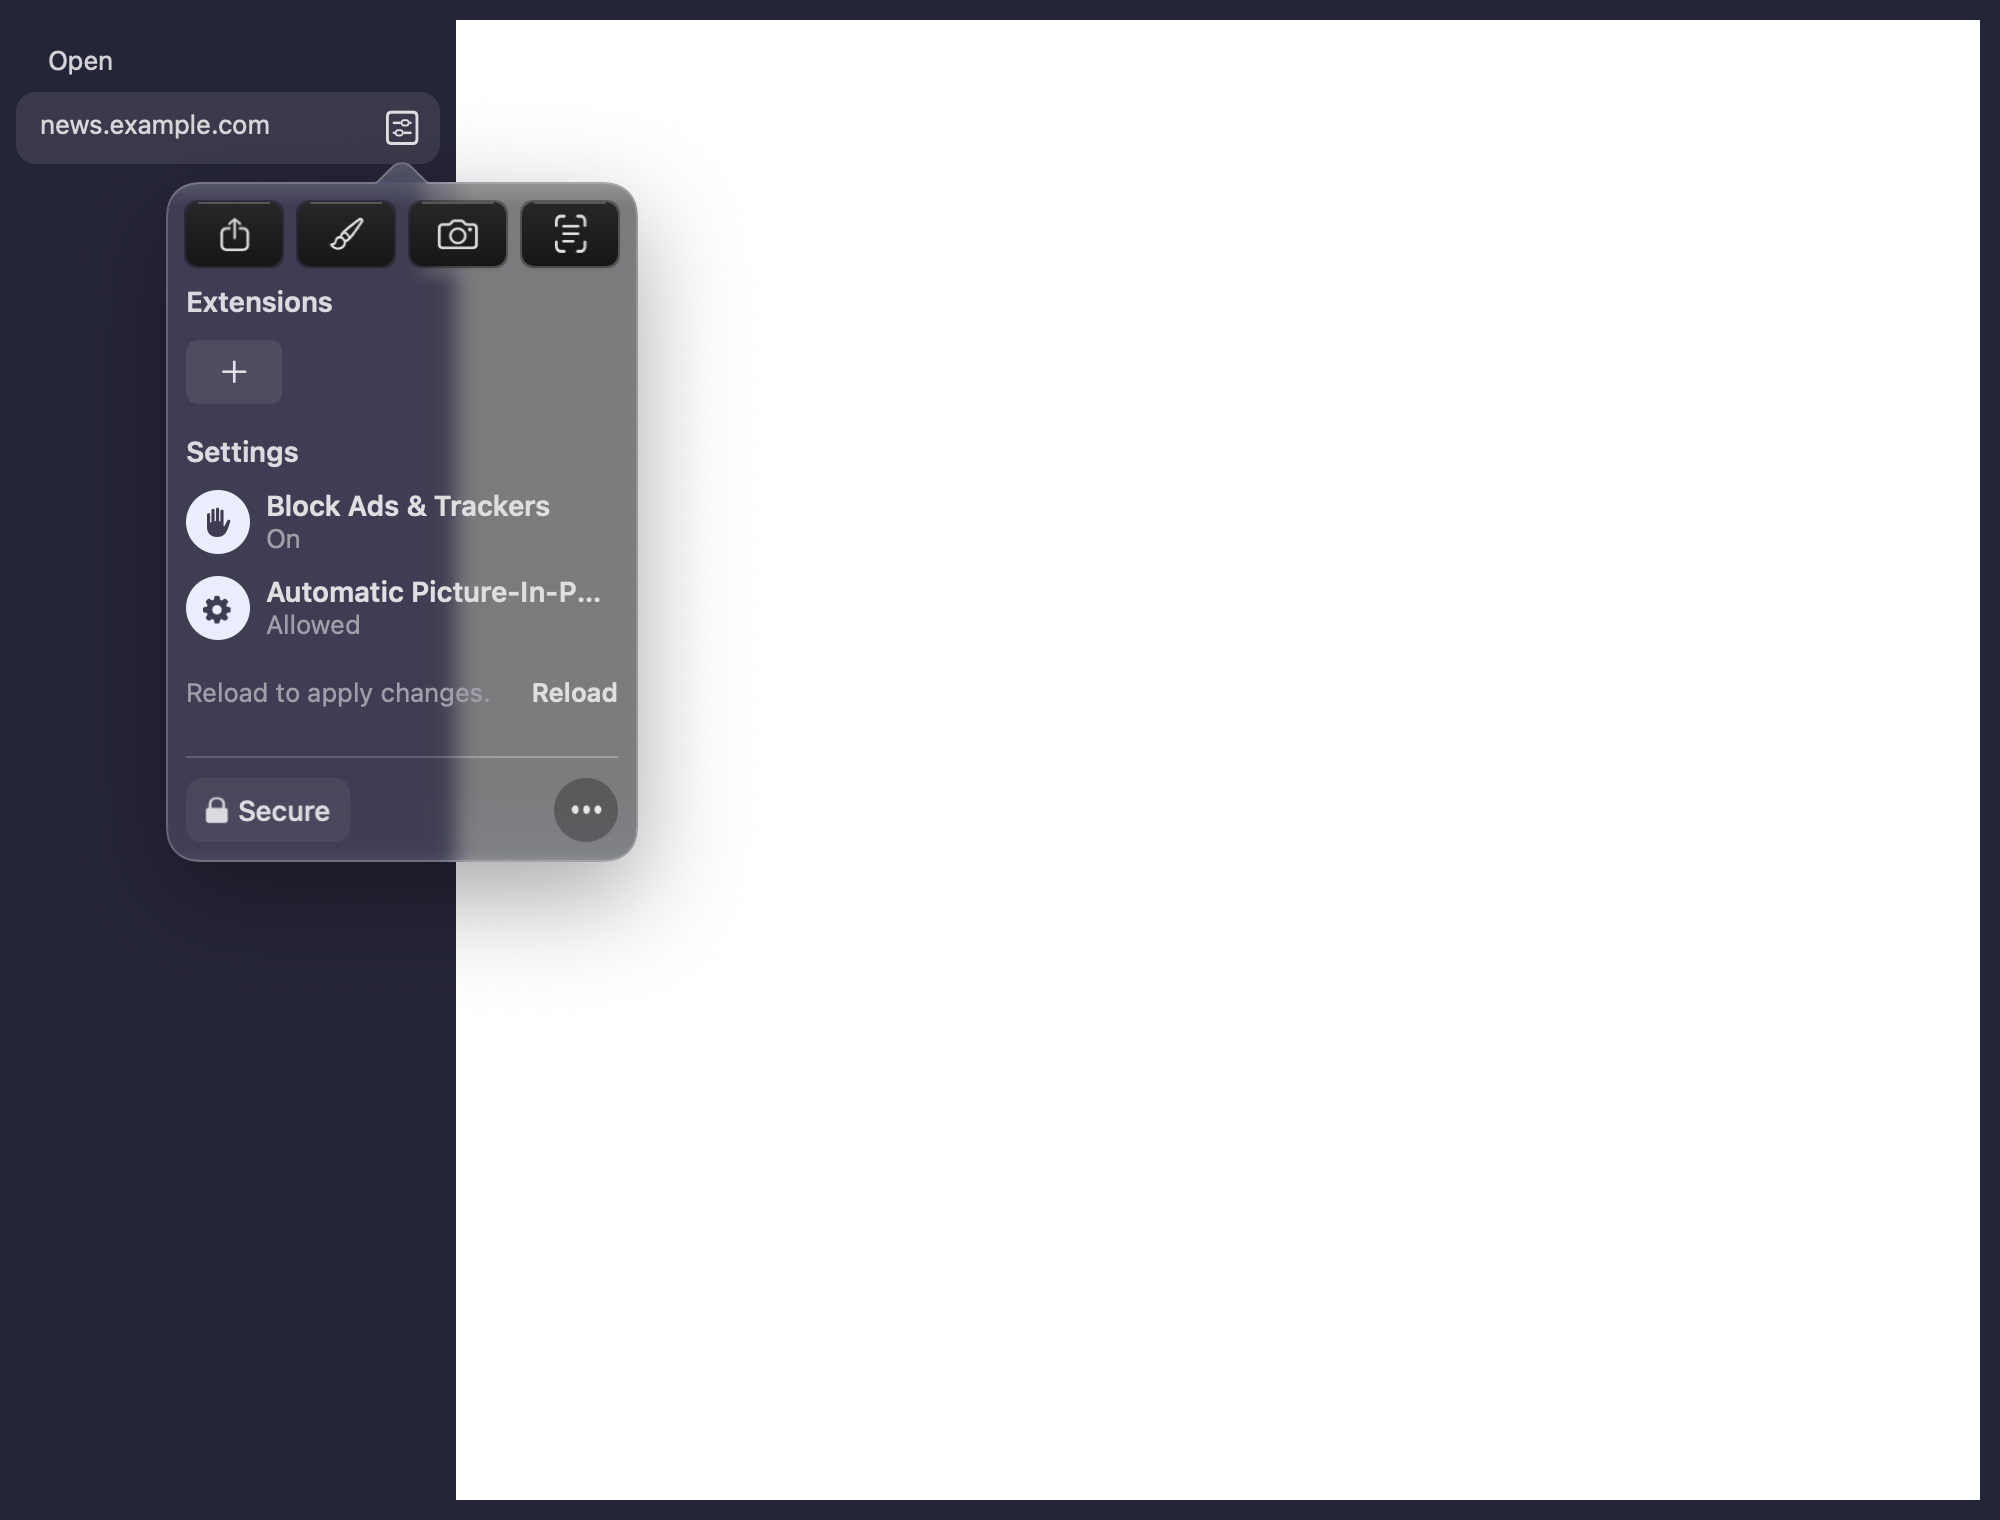 Open
news.example.com
Extensions
Settings
Block Ads & Trackers
On
Automatic Picture-In-P...
Allowed
Reload to apply changes. Reload
Secure